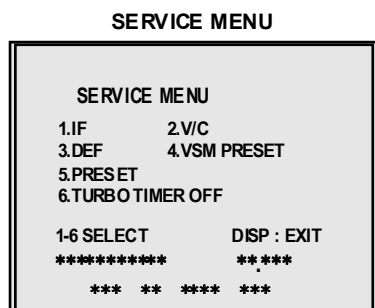 SERVICE MENU
SERVICE MENU
1.IF 2.V/C
3.DEF 4.VSM PRESET
5.PRESET
6.TURBO TIMER OFF
1-6 SELECT DISP : EXIT
*********** **.***
*** ** **** ***